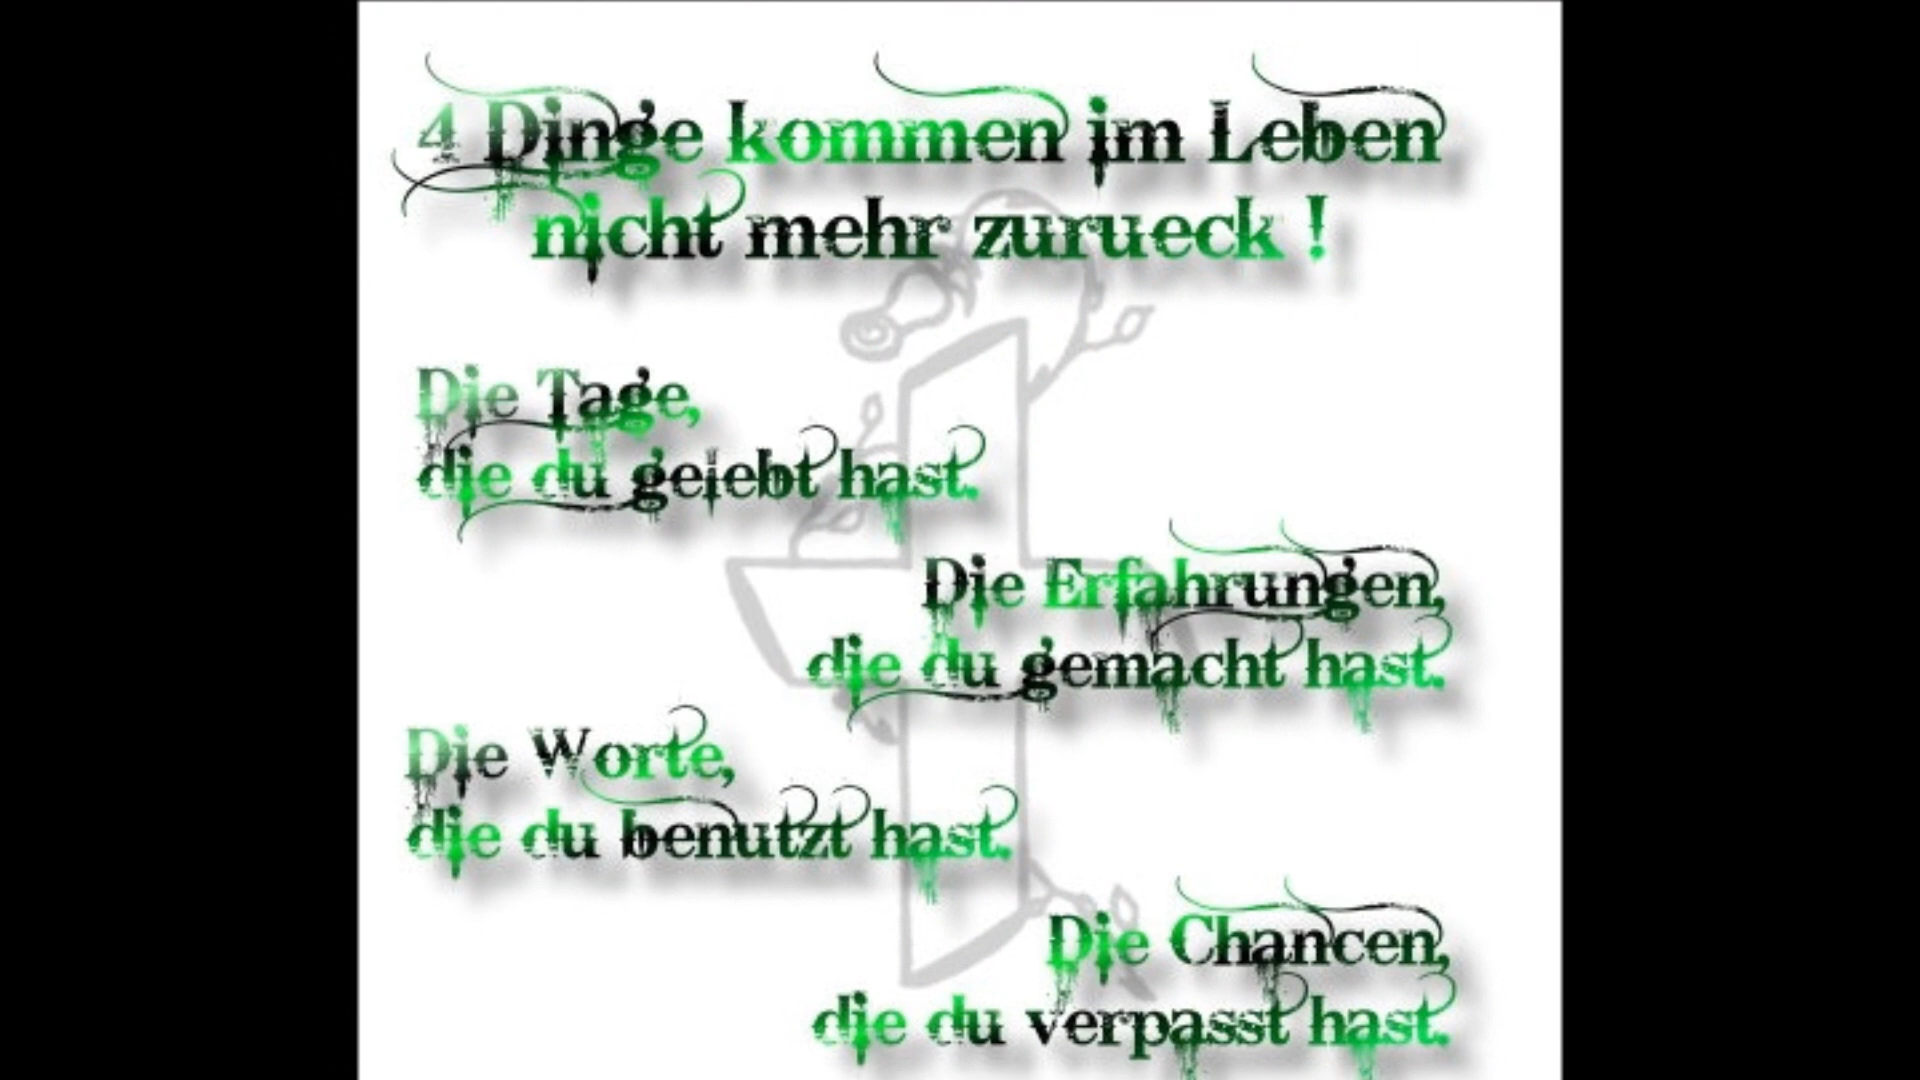 4 Dinge kommen im Leben
nicht mehr zurueck !
Die Tage,
die du gelebt hast.
Die Erfahrungen,
die du gemacht hast.
Die Worte,
die du benutzt hast.
Die Chancen,
die du verpasst hast.